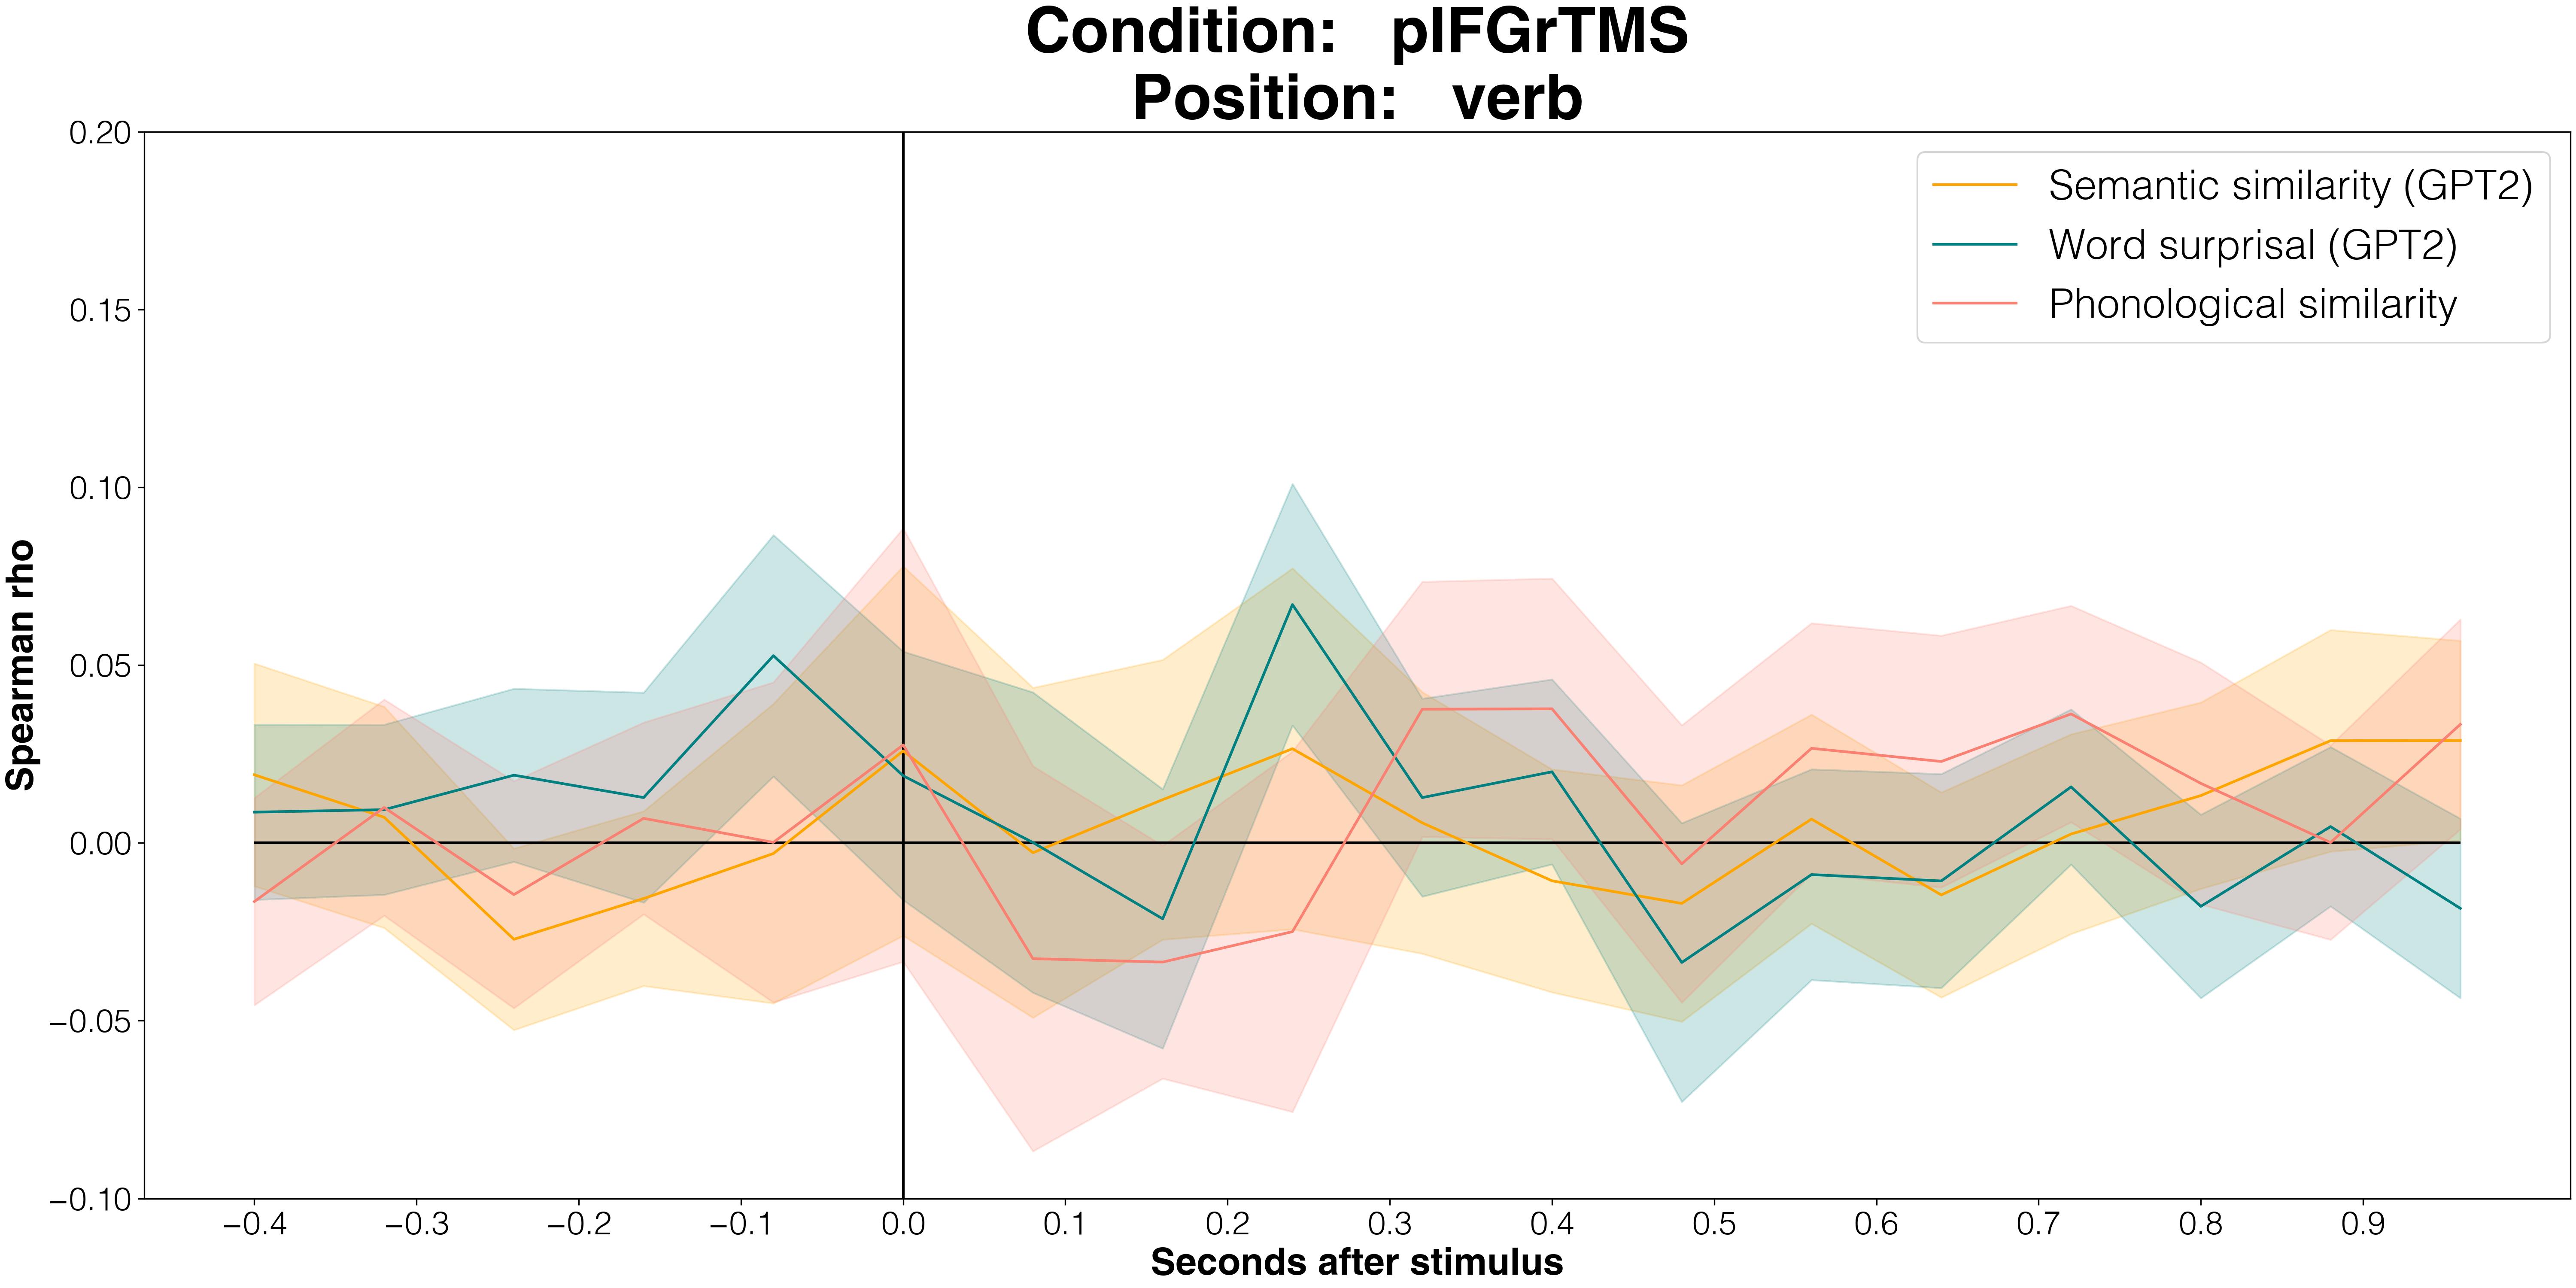 Condition:   pIFGrTMS
Position:   verb
0.20
0.15
0.10
0.05
0.00
−0.05
−0.10
Spearman rho
Semantic similarity (GPT2)
Word surprisal (GPT2)
Phonological similarity
−0.4 −0.3 −0.2 −0.1 0.0 0.1 0.2 0.3 0.4 0.5 0.6 0.7 0.8 0.9
Seconds after stimulus